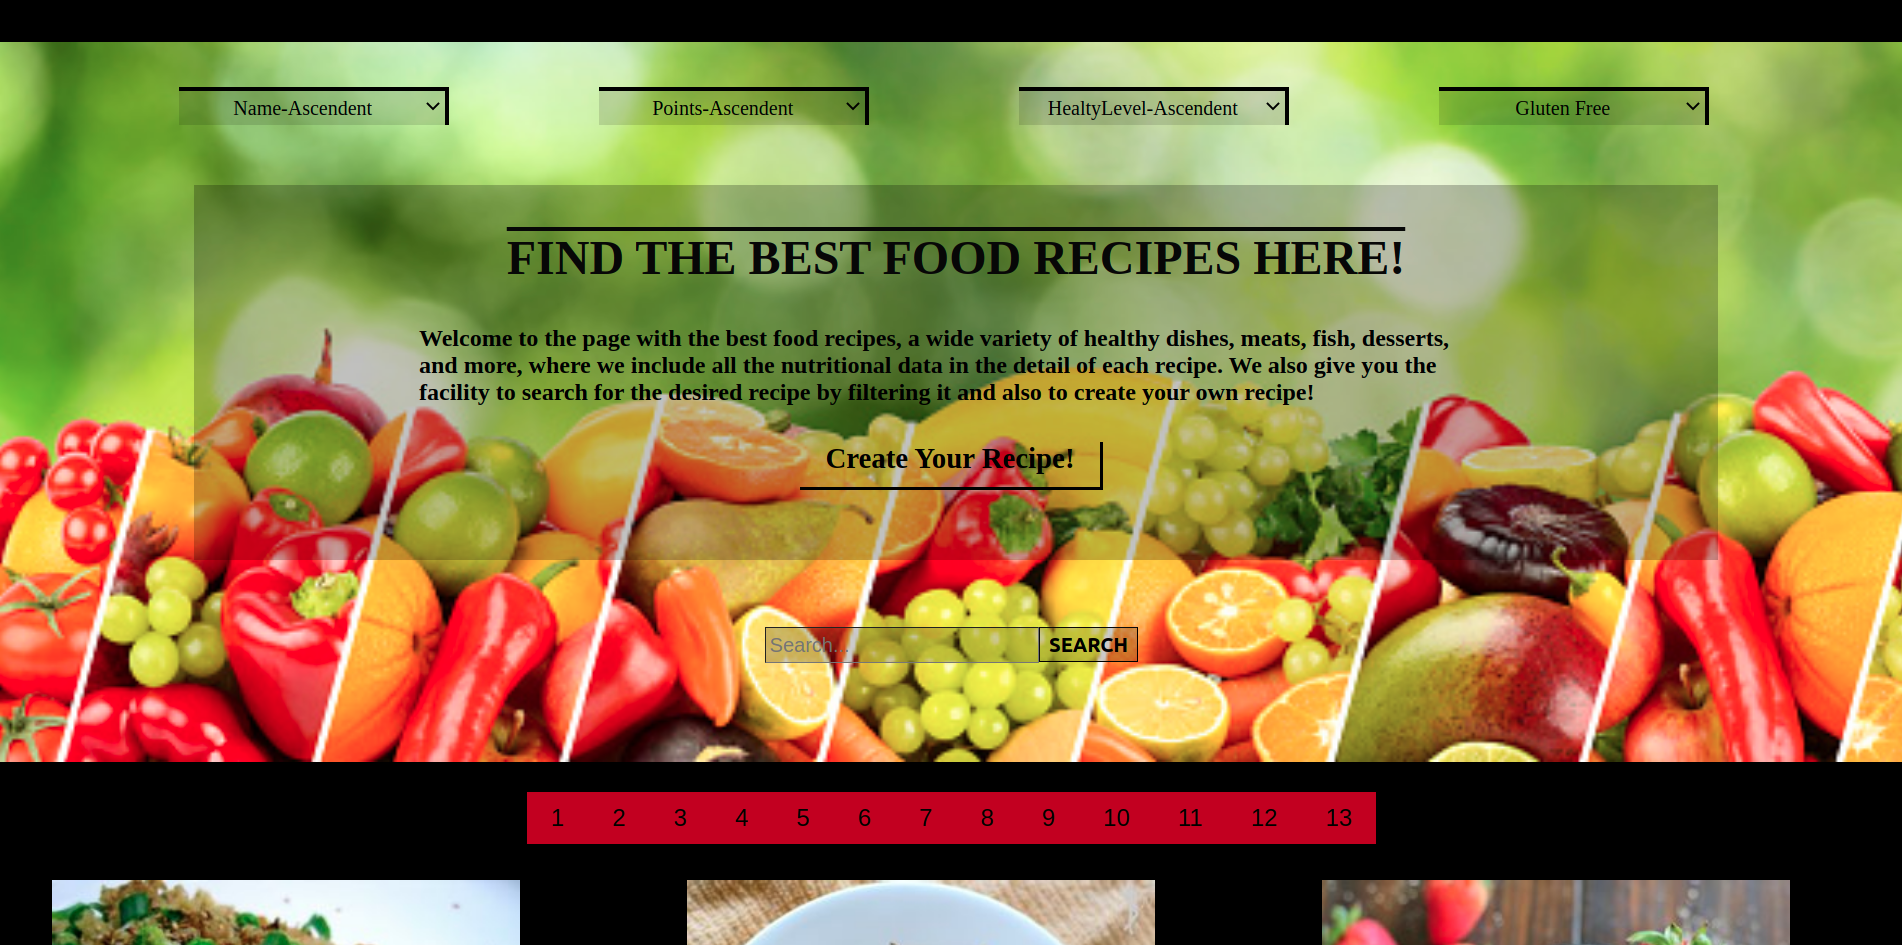 Name-Ascendent
Points-Ascendent
HealtyLevel-Ascendent
Gluten Free
FIND THE BEST FOOD RECIPES HERE!
Welcome to the page with the best food recipes, a wide variety of healthy dishes, meats, fish, desserts,
and more, where we include all the nutritional data in the detail of each recipe. We also give you the
facility to search for the desired recipe by filtering it and also to create your own recipe!
Create Your Recipe!
Search...
SEARCH
1 2 3 4 5 6 7 8 9 10 11 12 13